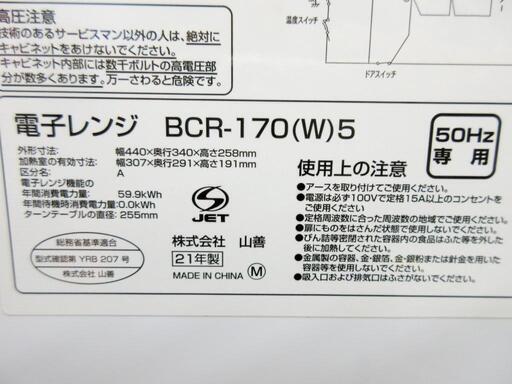 高圧注意
技術のあるサービスマン以外の人は、絶対に
キャビネットをあけないでください。
キャビネット内部には数千ボルトの高電圧部
分が数多くあります。万一さわると危険です。
温度スイッチ
ドアスイッチ
電子レンジ BCR-170(W)5
外形寸法: 幅440×奥行340×高さ258mm
加熱室の有効寸法: 幅307×奥行291×高さ191mm
区分名: A
電子レンジ機能の
年間消費電力量: 59.9kWh
年間待機時消費電力量: 0.0kWh
ターンテーブルの直径: 255mm
総務省基準適合
型式確認第 YRB 207 号
株式会社 山善
S
JET
株式会社 山善
21年製
MADE IN CHINA M
50Hz
専用
使用上の注意
●アースを取り付けてご使用ください。
●電源は必ず100Vで定格15A以上のコンセントを
ご使用ください。
●定格周波数に合った周波数の地域でご使用ください。
●扉にものをはさんだ状態で使用しないでください。
●びん詰等密閉された容器内の食品はふたや栓を外して
ください。
●金属製の容器、金・銀箔、金・銀粉または針金を用いた
容器等を使用しないでください。
●吸入口および排気口はふさがないでください。